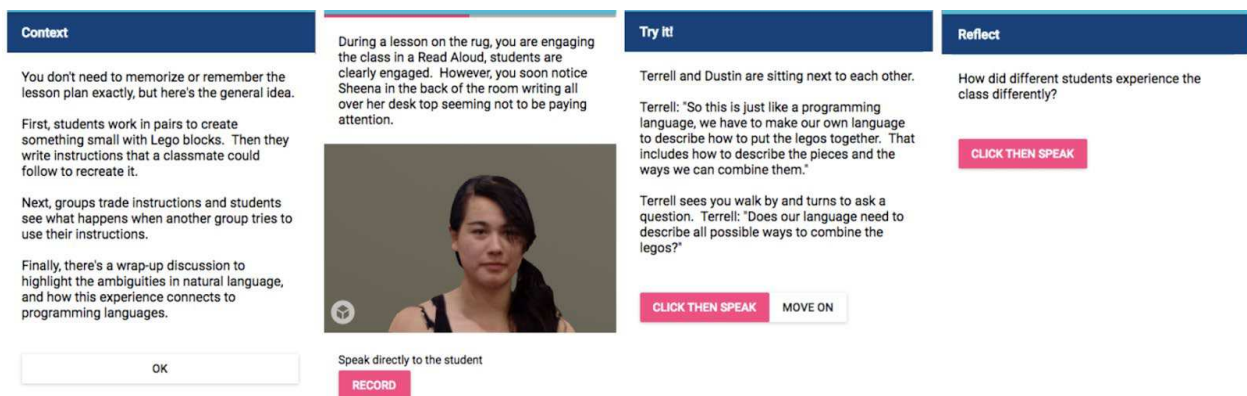 Context
You don't need to memorize or remember the
lesson plan exactly, but here's the general idea.
First, students work in pairs to create
something small with Lego blocks.  Then they
write instructions that a classmate could
follow to recreate it.
Next, groups trade instructions and students
see what happens when another group tries to
use their instructions.
Finally, there's a wrap-up discussion to
highlight the ambiguities in natural language,
and how this experience connects to
programming languages.
OK
During a lesson on the rug, you are engaging
the class in a Read Aloud, students are
clearly engaged.  However, you soon notice
Sheena in the back of the room writing all
over her desk top seeming not to be paying
attention.
Speak directly to the student
RECORD
Try it!
Terrell and Dustin are sitting next to each other.
Terrell: "So this is just like a programming
language, we have to make our own language
to describe how to put the legos together.  That
includes how to describe the pieces and the
ways we can combine them."
Terrell sees you walk by and turns to ask a
question.  Terrell: "Does our language need to
describe all possible ways to combine the
legos?"
CLICK THEN SPEAK
MOVE ON
Reflect
How did different students experience the
class differently?
CLICK THEN SPEAK